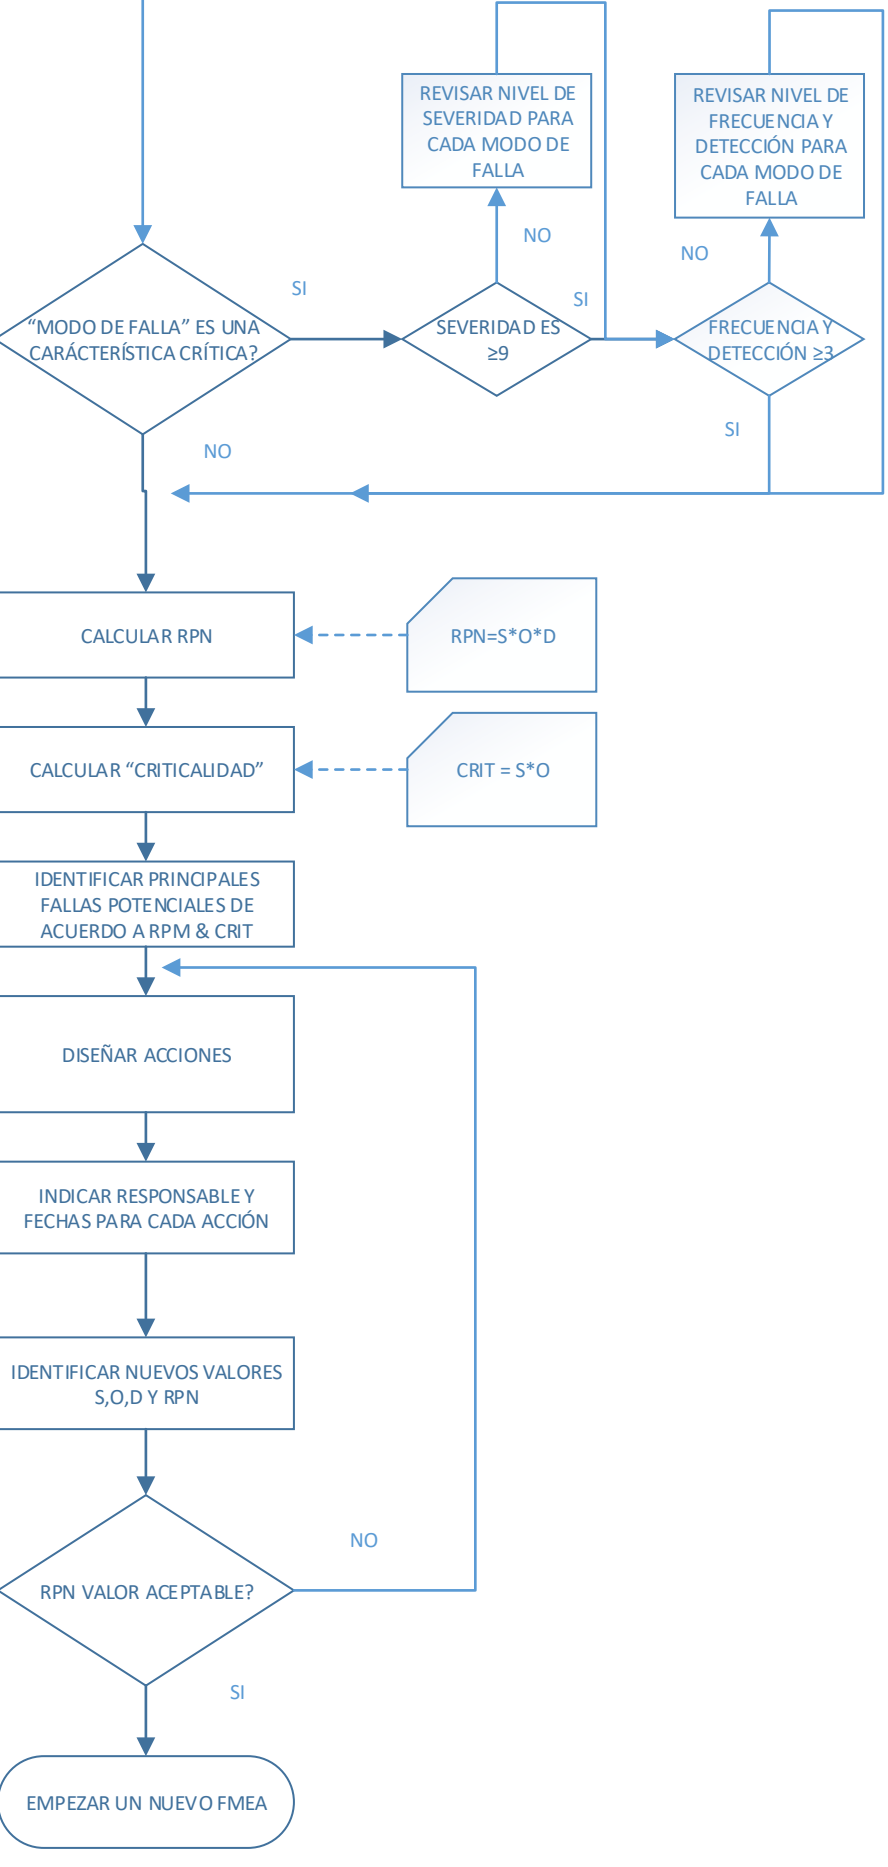 REVISAR NIVEL DE
SEVERIDAD PARA
CADA MODO DE
FALLA
REVISAR NIVEL DE
FRECUENCIA Y
DETECCIÓN PARA
CADA MODO DE
FALLA
NO
NO
SI
SI
“MODO DE FALLA” ES UNA
CARÁCTERÍSTICA CRÍTICA?
SEVERIDAD ES
≥9
FRECUENCIA Y
DETECCIÓN ≥3
SI
NO
CALCULAR RPN
RPN=S*O*D
CALCULAR “CRITICALIDAD”
CRIT = S*O
IDENTIFICAR PRINCIPALES
FALLAS POTENCIALES DE
ACUERDO A RPM & CRIT
DISEÑAR ACCIONES
INDICAR RESPONSABLE Y
FECHAS PARA CADA ACCIÓN
IDENTIFICAR NUEVOS VALORES
S,O,D Y RPN
NO
RPN VALOR ACEPTABLE?
SI
EMPEZAR UN NUEVO FMEA